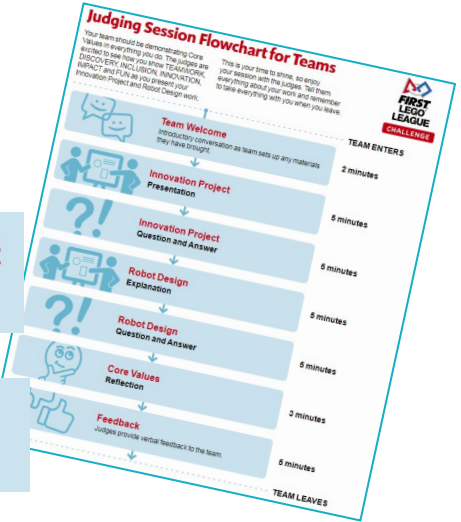 Judging Session Flowchart for Teams
Your team should be demonstrating Core
Values in everything you do. The judges are
excited to see how you show TEAMWORK,
DISCOVERY, INCLUSION, INNOVATION,
IMPACT and FUN as you present your
Innovation Project and Robot Design work.
This is your time to shine, so enjoy
your session with the judges. Tell them
everything about your work and remember
to take everything with you when you leave.
FIRST
LEGO
LEAGUE
CHALLENGE
TEAM ENTERS
Team Welcome
Introductory conversation as team sets up any materials
they have brought.
2 minutes
Innovation Project
Presentation
5 minutes
Innovation Project
Question and Answer
5 minutes
Robot Design
Explanation
5 minutes
Robot Design
Question and Answer
5 minutes
Core Values
Reflection
3 minutes
Feedback
Judges provide verbal feedback to the team.
5 minutes
TEAM LEAVES